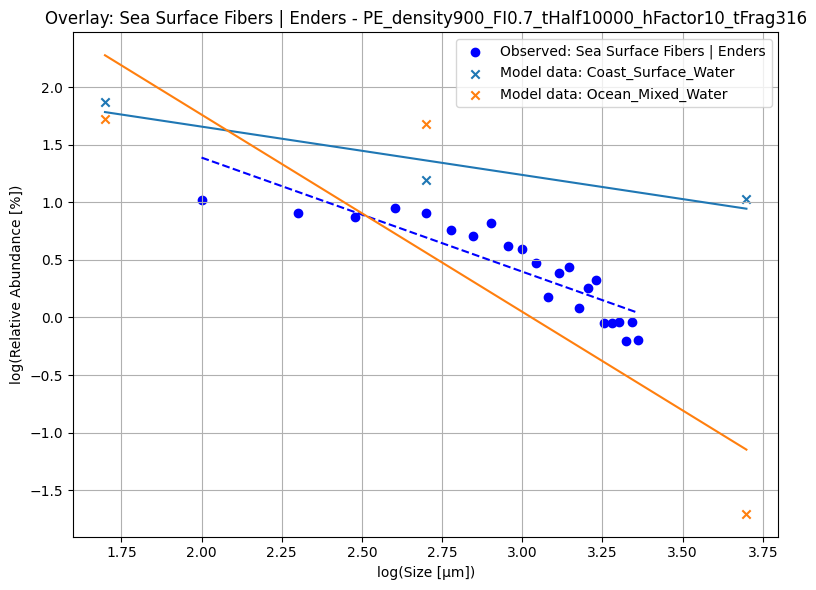 Overlay: Sea Surface Fibers | Enders - PE_density900_FI0.7_tHalf10000_hFactor10_tFrag316
Observed: Sea Surface Fibers | Enders
Model data: Coast_Surface_Water
Model data: Ocean_Mixed_Water
log(Relative Abundance [%])
2.0
1.5
1.0
0.5
0.0
−0.5
−1.0
−1.5
1.75 2.00 2.25 2.50 2.75 3.00 3.25 3.50 3.75
log(Size [μm])